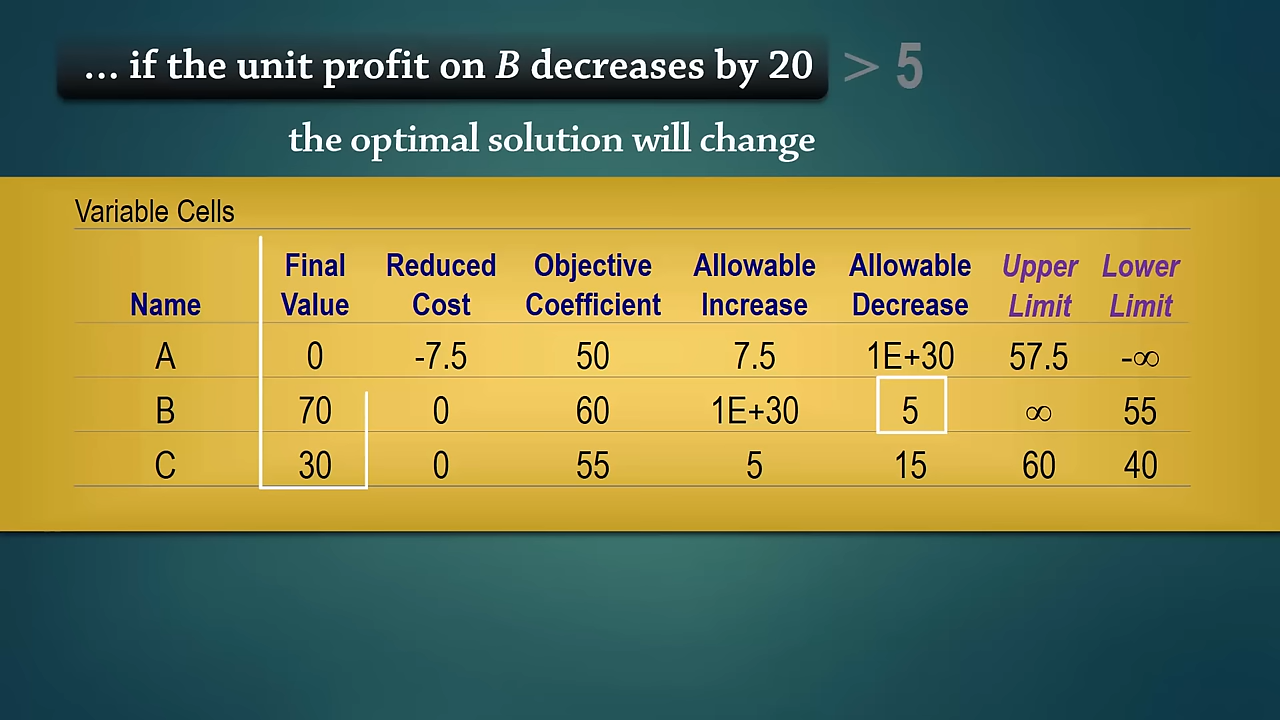 ... if the unit profit on B decreases by 20 > 5
the optimal solution will change
Variable Cells
Name Final Value Reduced Cost Objective Coefficient Allowable Increase Allowable Decrease Upper Limit Lower Limit
A 0 -7.5 50 7.5 1E+30 57.5 -∞
B 70 0 60 1E+30 5 ∞ 55
C 30 0 55 5 15 60 40